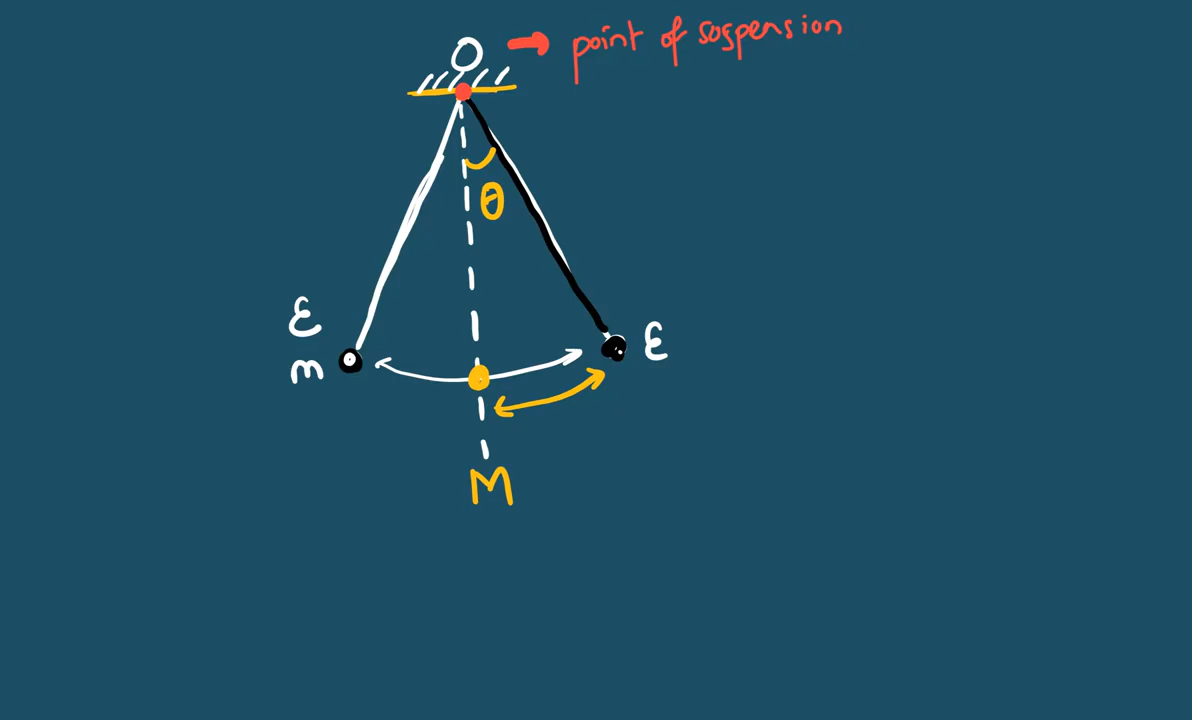 O
point of suspension
θ
Ɛ
m
Ɛ
M